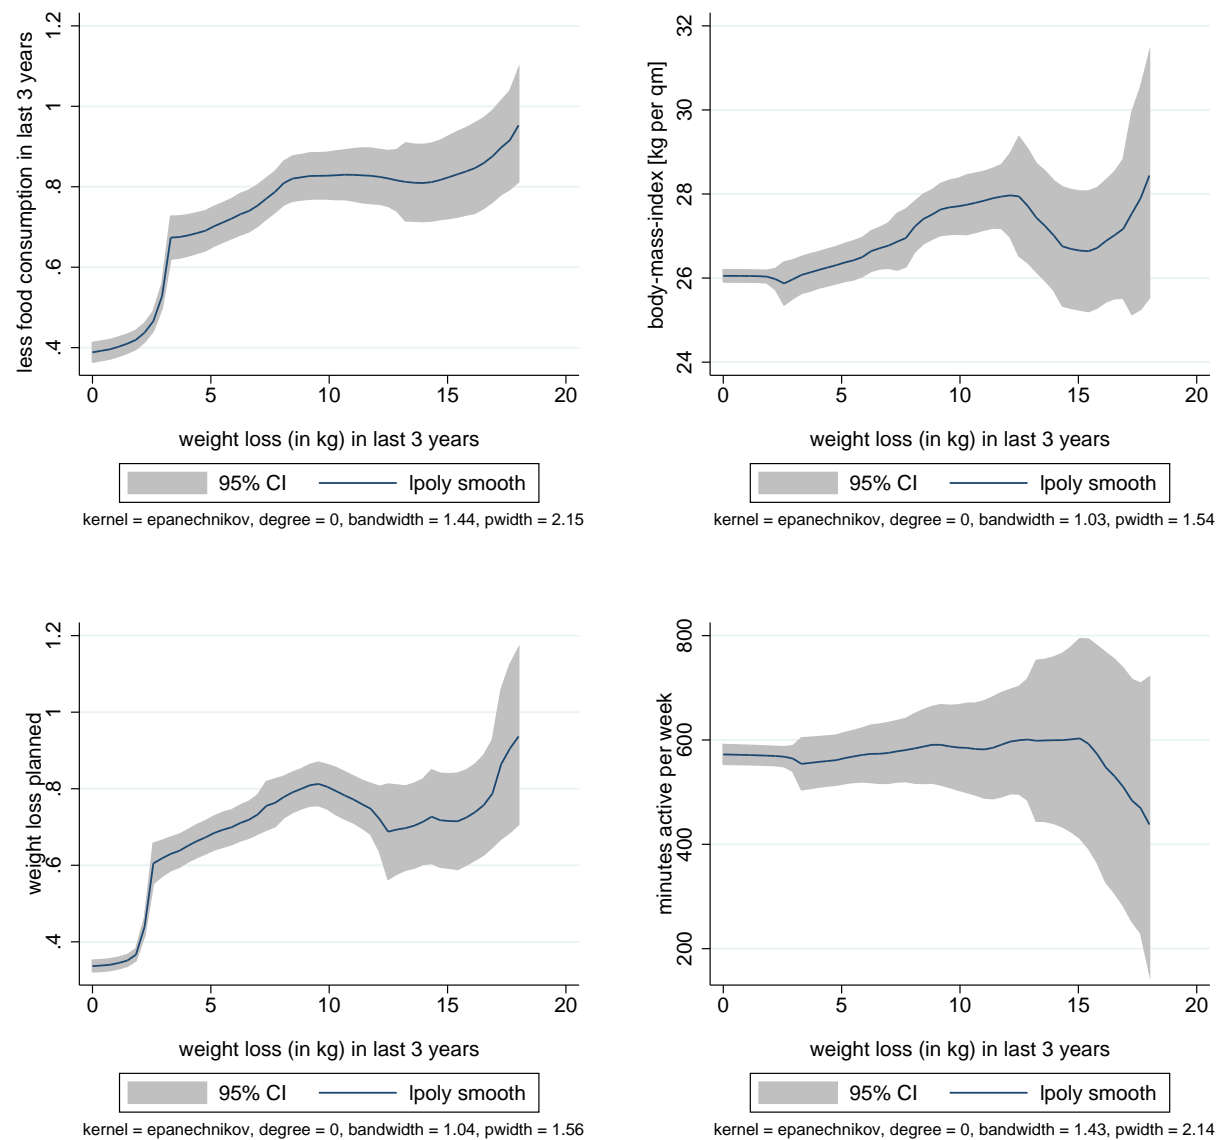 less food consumption in last 3 years
1.2
1
.8
.6
.4
0 5 10 15 20
weight loss (in kg) in last 3 years
95% CI lpoly smooth
kernel = epanechnikov, degree = 0, bandwidth = 1.44, pwidth = 2.15
body-mass-index [kg per qm]
32
30
28
26
24
0 5 10 15 20
weight loss (in kg) in last 3 years
95% CI lpoly smooth
kernel = epanechnikov, degree = 0, bandwidth = 1.03, pwidth = 1.54
weight loss planned
1.2
1
.8
.6
.4
0 5 10 15 20
weight loss (in kg) in last 3 years
95% CI lpoly smooth
kernel = epanechnikov, degree = 0, bandwidth = 1.04, pwidth = 1.56
minutes active per week
800
600
400
200
0 5 10 15 20
weight loss (in kg) in last 3 years
95% CI lpoly smooth
kernel = epanechnikov, degree = 0, bandwidth = 1.43, pwidth = 2.14